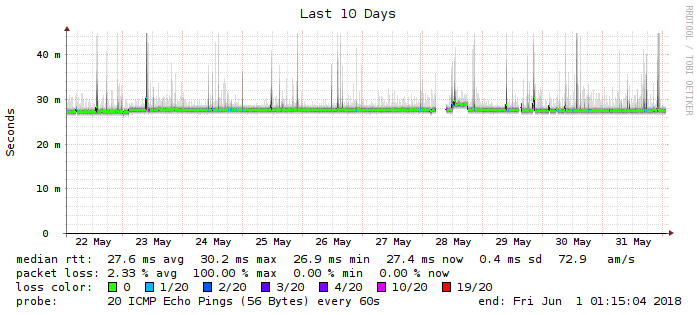 Last 10 Days
RRDTOOL / TOBI OETIKER
Seconds
40 m
30 m
20 m
10 m
0
22 May 23 May 24 May 25 May 26 May 27 May 28 May 29 May 30 May 31 May
median rtt: 27.6 ms avg 30.2 ms max 26.9 ms min 27.4 ms now 0.4 ms sd 72.9 am/s
packet loss: 2.33 % avg 100.00 % max 0.00 % min 0.00 % now
loss color: 0 1/20 2/20 3/20 4/20 10/20 19/20
probe: 20 ICMP Echo Pings (56 Bytes) every 60s end: Fri Jun 1 01:15:04 2018